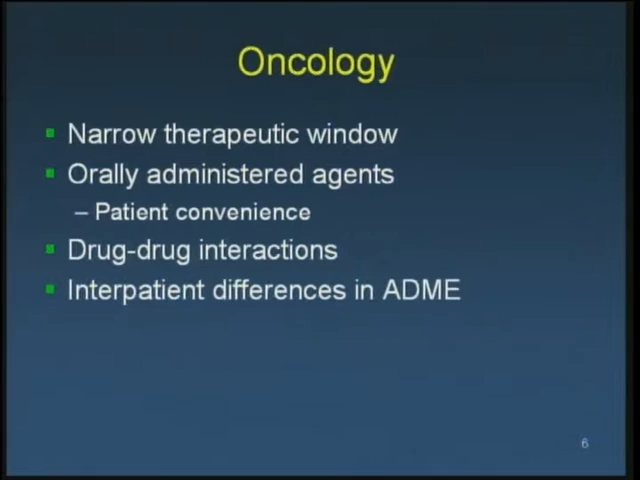 Oncology
Narrow therapeutic window
Orally administered agents
– Patient convenience
Drug-drug interactions
Interpatient differences in ADME
6